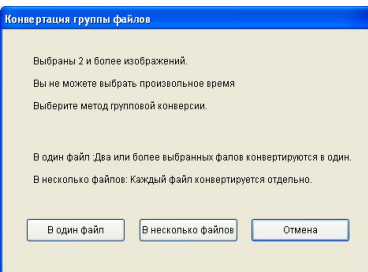 Конвертация группы файлов
Выбраны 2 и более изображений.
Вы не можете выбрать произвольное время
Выберите метод групповой конверсии.
В один файл :Два или более выбранных фалов конвертируются в один.
В несколько файлов: Каждый файл конвертируется отдельно.
В один файл В несколько файлов Отмена